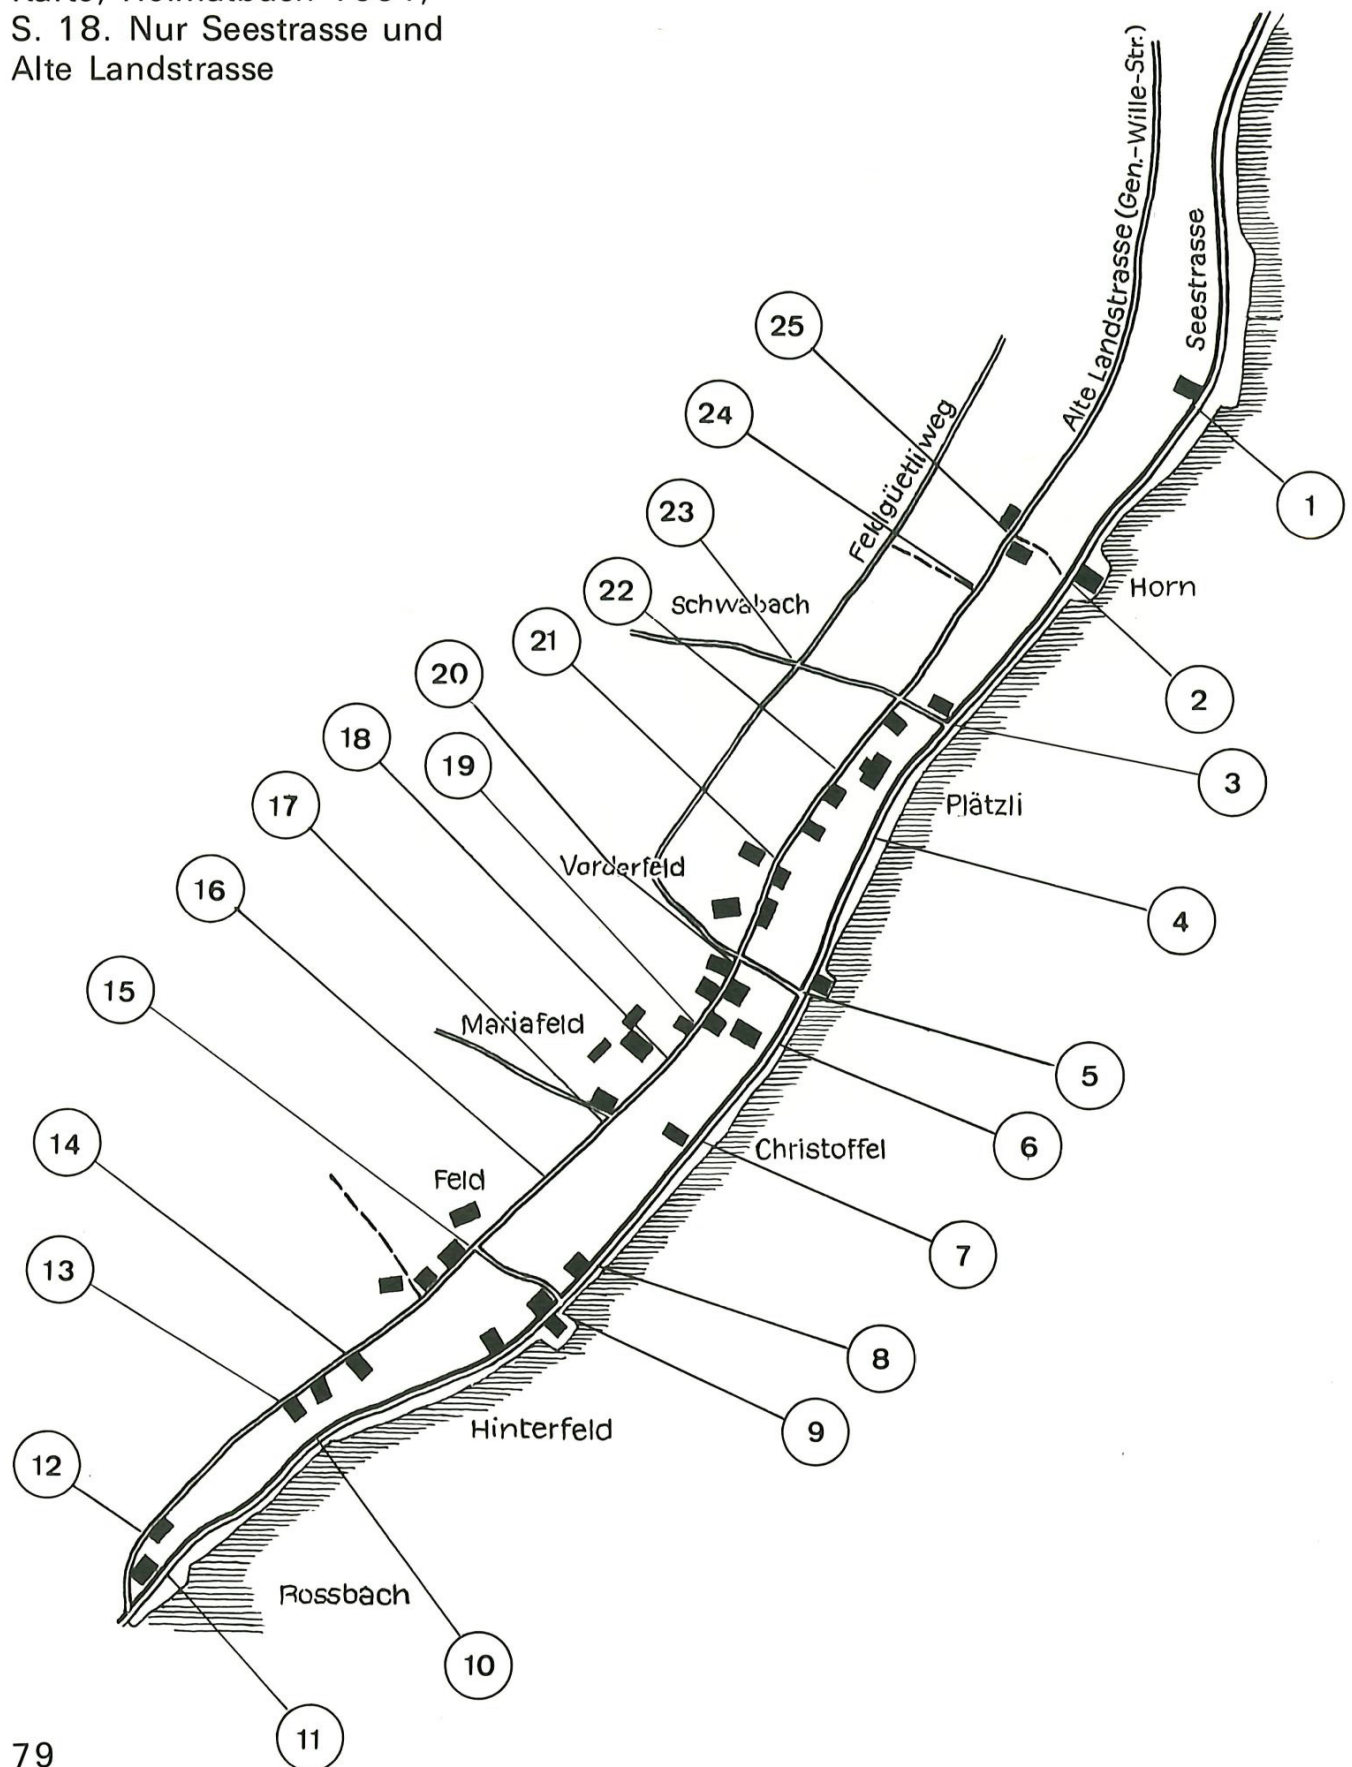 S. 18. Nur Seestrasse und
Alte Landstrasse
Alte Landstrasse (Gen.-Wille-Str.)
Seestrasse
25
24
Feldgüetliweg
23
1
22
Schwabach
Horn
21
20
2
18
19
3
17
Plätzli
16
Vorderfeld
4
15
Mariafeld
5
14
Christoffel
6
Feld
13
7
8
Hinterfeld
9
12
Rossbach
10
11
79